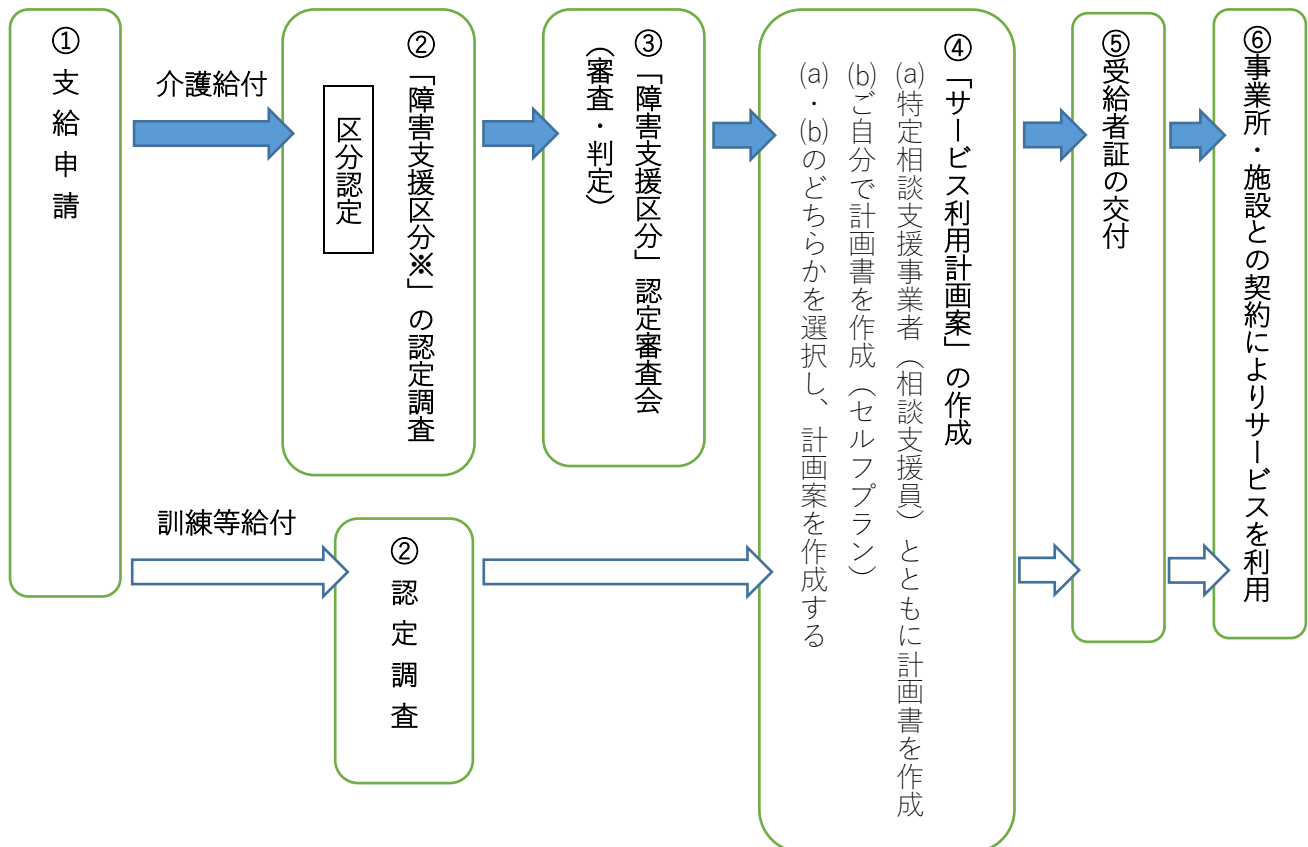 ①支給申請
介護給付
訓練等給付
②「障害支援区分※」の認定調査
区分認定
②認定調査
③「障害支援区分」認定審査会
（審査・判定）
④「サービス利用計画案」の作成
(a)特定相談支援事業者（相談支援員）とともに計画書を作成
(b)ご自分で計画書を作成（セルフプラン）
(a)・(b)のどちらかを選択し、計画案を作成する
⑤受給者証の交付
⑥事業所・施設との契約によりサービスを利用